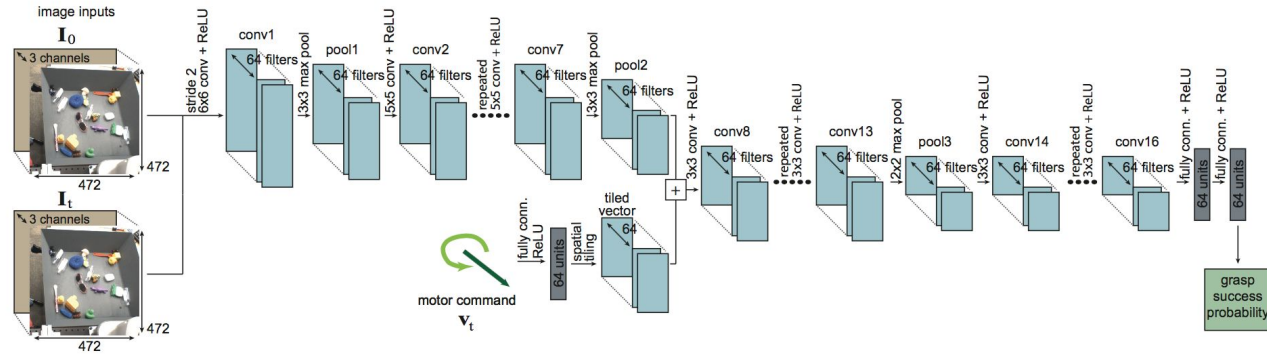 image inputs
I₀
3 channels
472
472
Iₜ
3 channels
472
472
stride 2
6x6 conv + ReLU
conv1
64 filters
3x3 max pool
pool1
64 filters
5x5 conv + ReLU
conv2
64 filters
repeated
5x5 conv + ReLU
conv7
64 filters
3x3 max pool
pool2
64 filters
motor command
vₜ
fully conn.
ReLU
64 units
spatial
tiling
tiled
vector
64
+
3x3 conv + ReLU
conv8
64 filters
repeated
3x3 conv + ReLU
conv13
64 filters
2x2 max pool
pool3
64 filters
3x3 conv + ReLU
conv14
64 filters
repeated
3x3 conv + ReLU
conv16
64 filters
fully conn. + ReLU
64 units
fully conn. + ReLU
64 units
grasp
success
probability